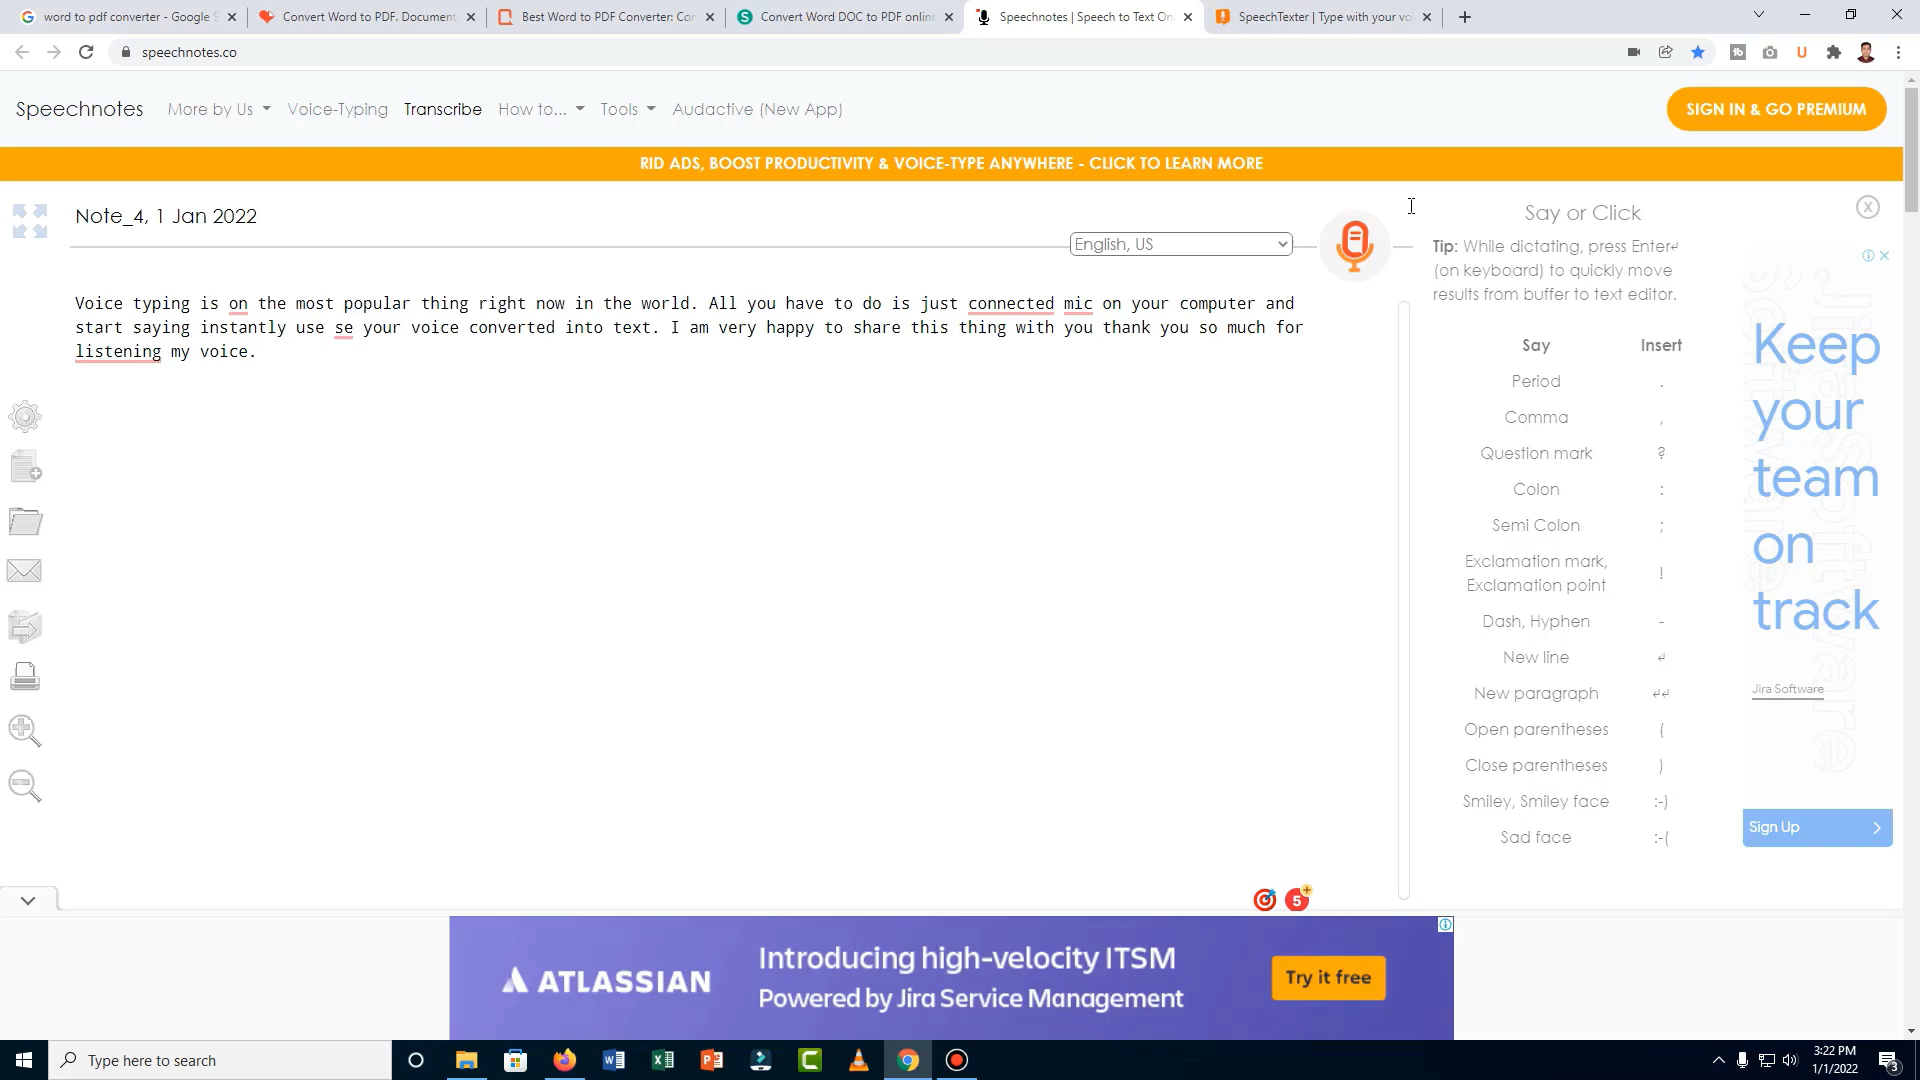 word to pdf converter - Google S
Convert Word to PDF. Document
Best Word to PDF Converter: Con
Convert Word DOC to PDF online
Speechnotes | Speech to Text On
SpeechTexter | Type with your vo
speechnotes.co
Speechnotes
More by Us
Voice-Typing
Transcribe
How to...
Tools
Audactive (New App)
SIGN IN & GO PREMIUM
RID ADS, BOOST PRODUCTIVITY & VOICE-TYPE ANYWHERE - CLICK TO LEARN MORE
Note_4, 1 Jan 2022
English, US
Voice typing is on the most popular thing right now in the world. All you have to do is just connected mic on your computer and
start saying instantly use se your voice converted into text. I am very happy to share this thing with you thank you so much for
listening my voice.
Say or Click
Tip: While dictating, press Enter↵
(on keyboard) to quickly move
results from buffer to text editor.
Say Insert
Period .
Comma ,
Question mark ?
Colon :
Semi Colon ;
Exclamation mark,
Exclamation point !
Dash, Hyphen -
New line ↵
New paragraph ↵↵
Open parentheses (
Close parentheses )
Smiley, Smiley face :-)
Sad face :-(
Keep
your
team
on
track
Jira Software
Sign Up
5
ATLASSIAN
Introducing high-velocity ITSM
Powered by Jira Service Management
Try it free
Type here to search
3:22 PM
1/1/2022
3